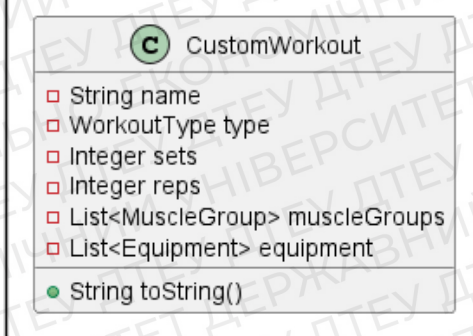 C CustomWorkout
String name
WorkoutType type
Integer sets
Integer reps
List<MuscleGroup> muscleGroups
List<Equipment> equipment
String toString()